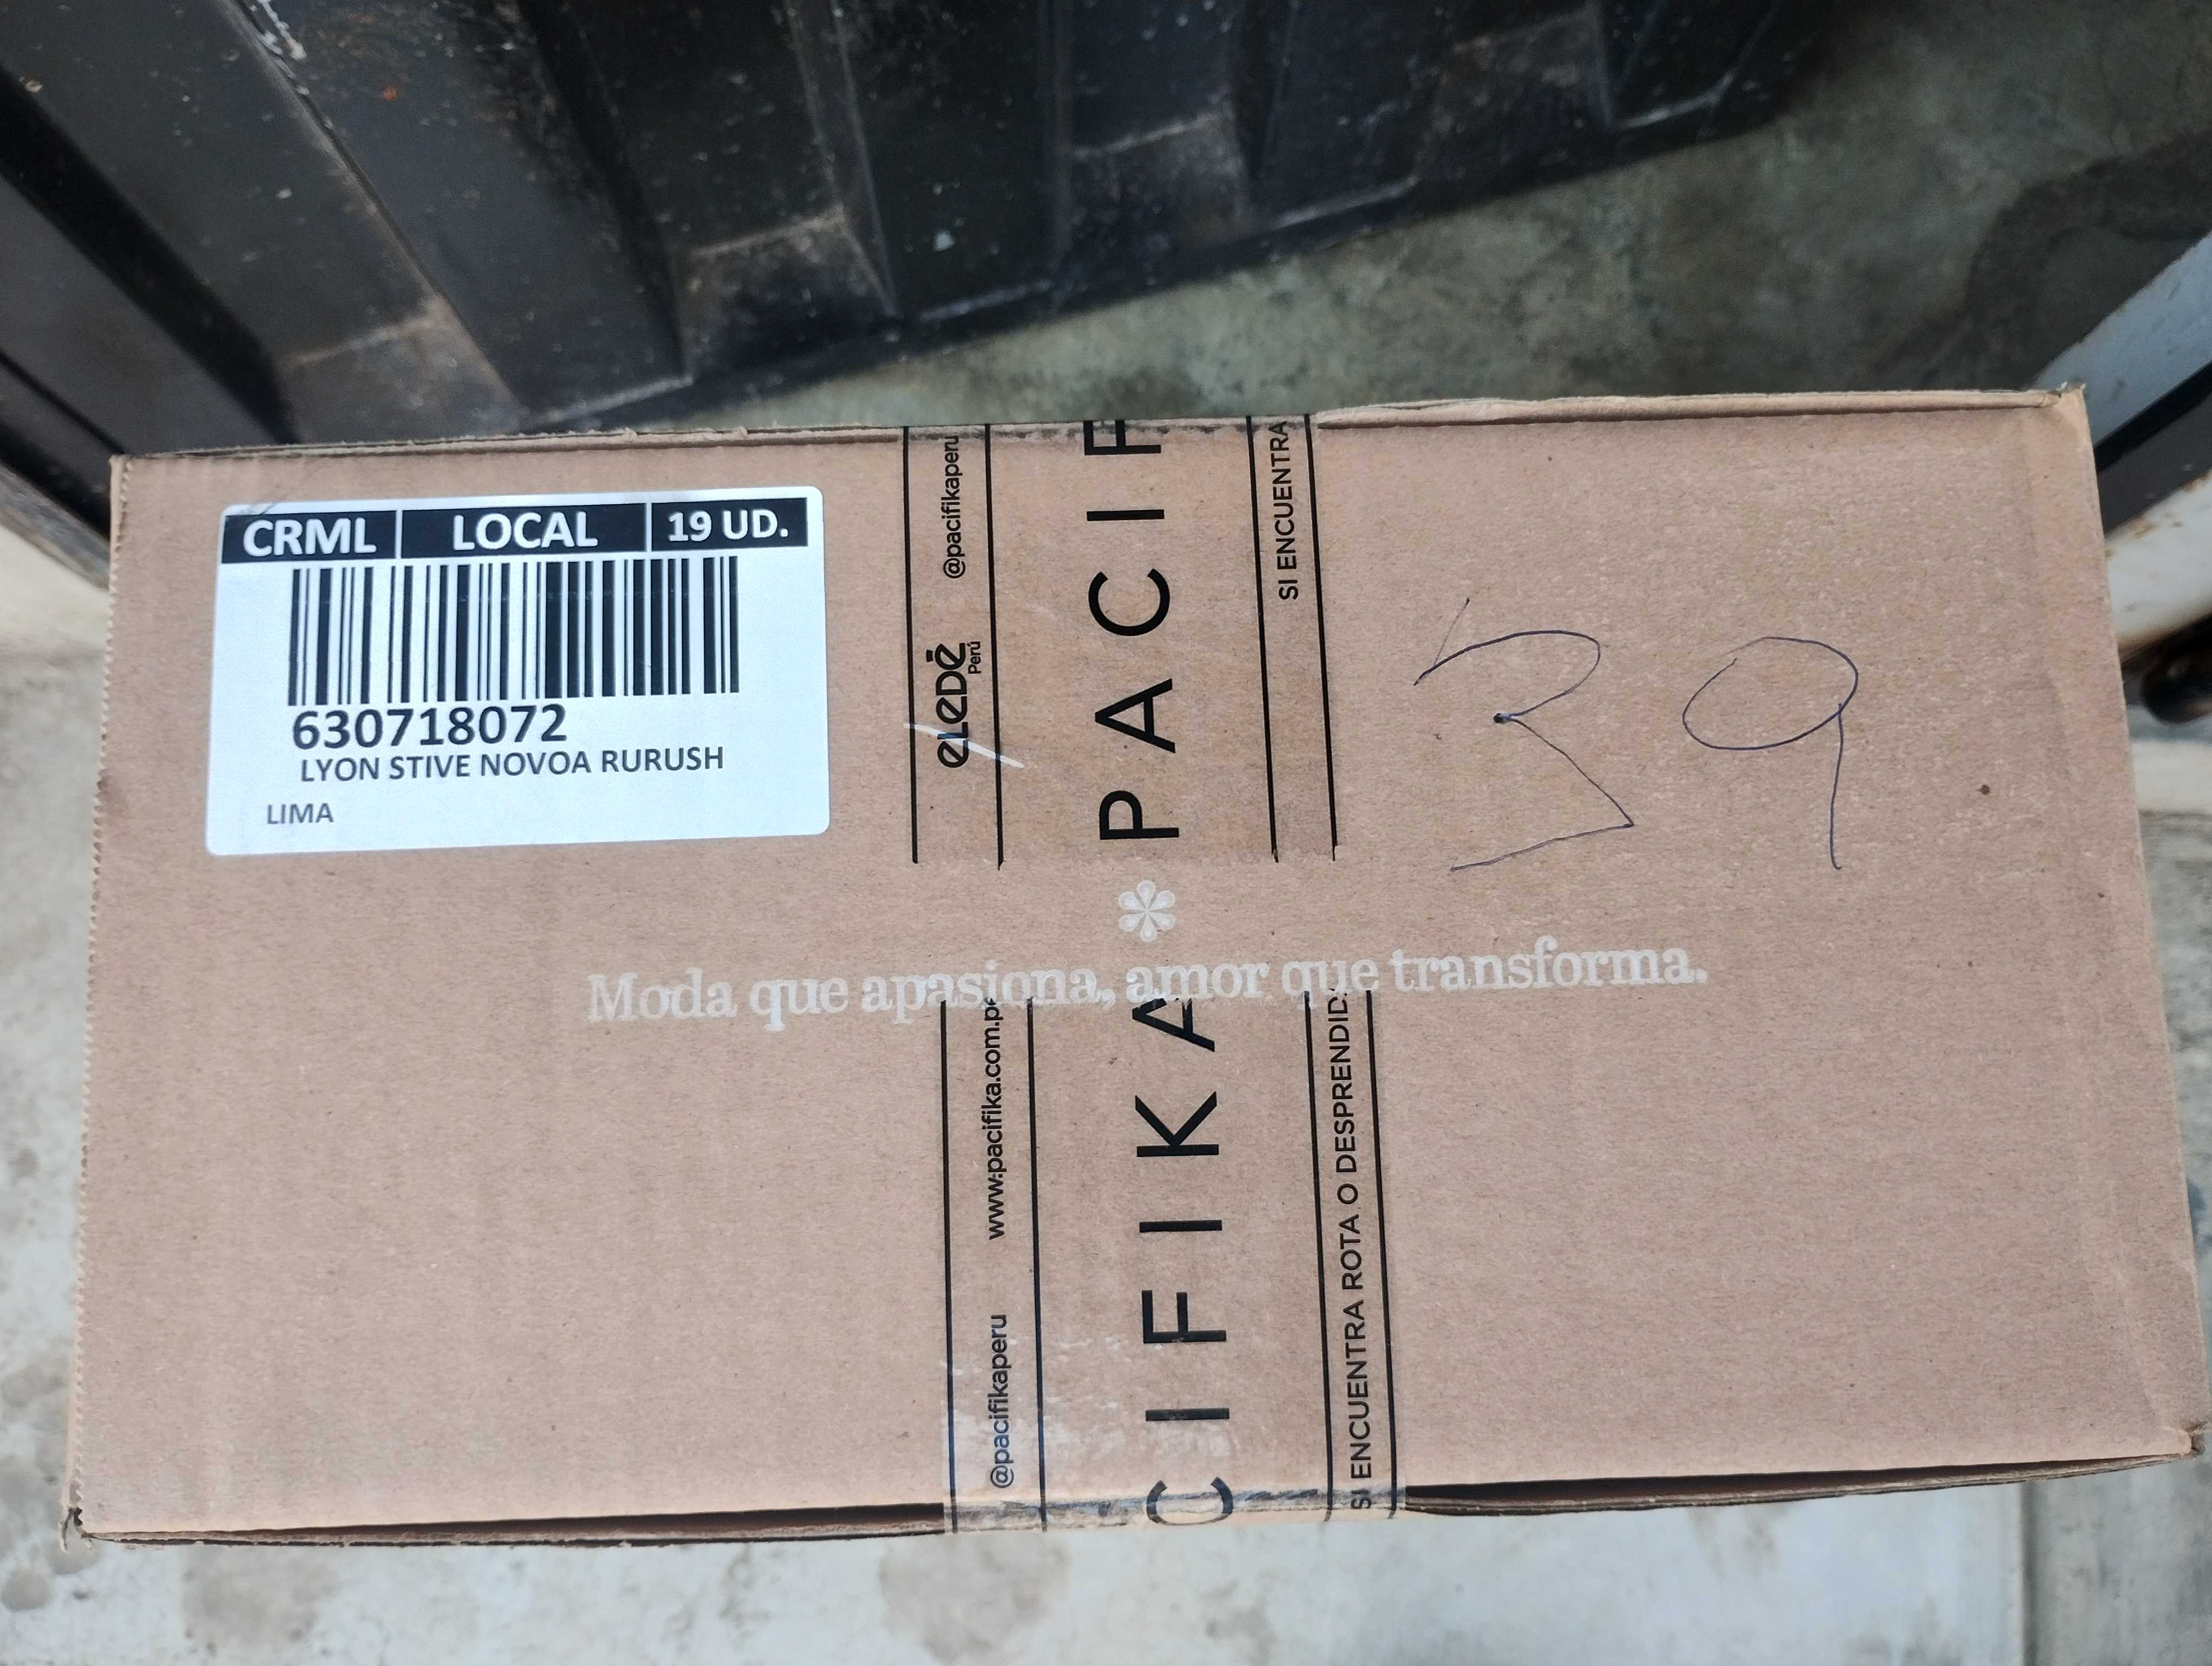 CRML LOCAL 19 UD.
630718072
LYON STIVE NOVOA RURUSH
LIMA
@pacifikaperu
eLeDé
Perú
PACIF
SI ENCUENTRA
39
Moda que apasiona, amor que transforma.
@pacifikaperu www.pacifika.com.pe
CIFIKA
SI ENCUENTRA ROTA O DESPRENDID